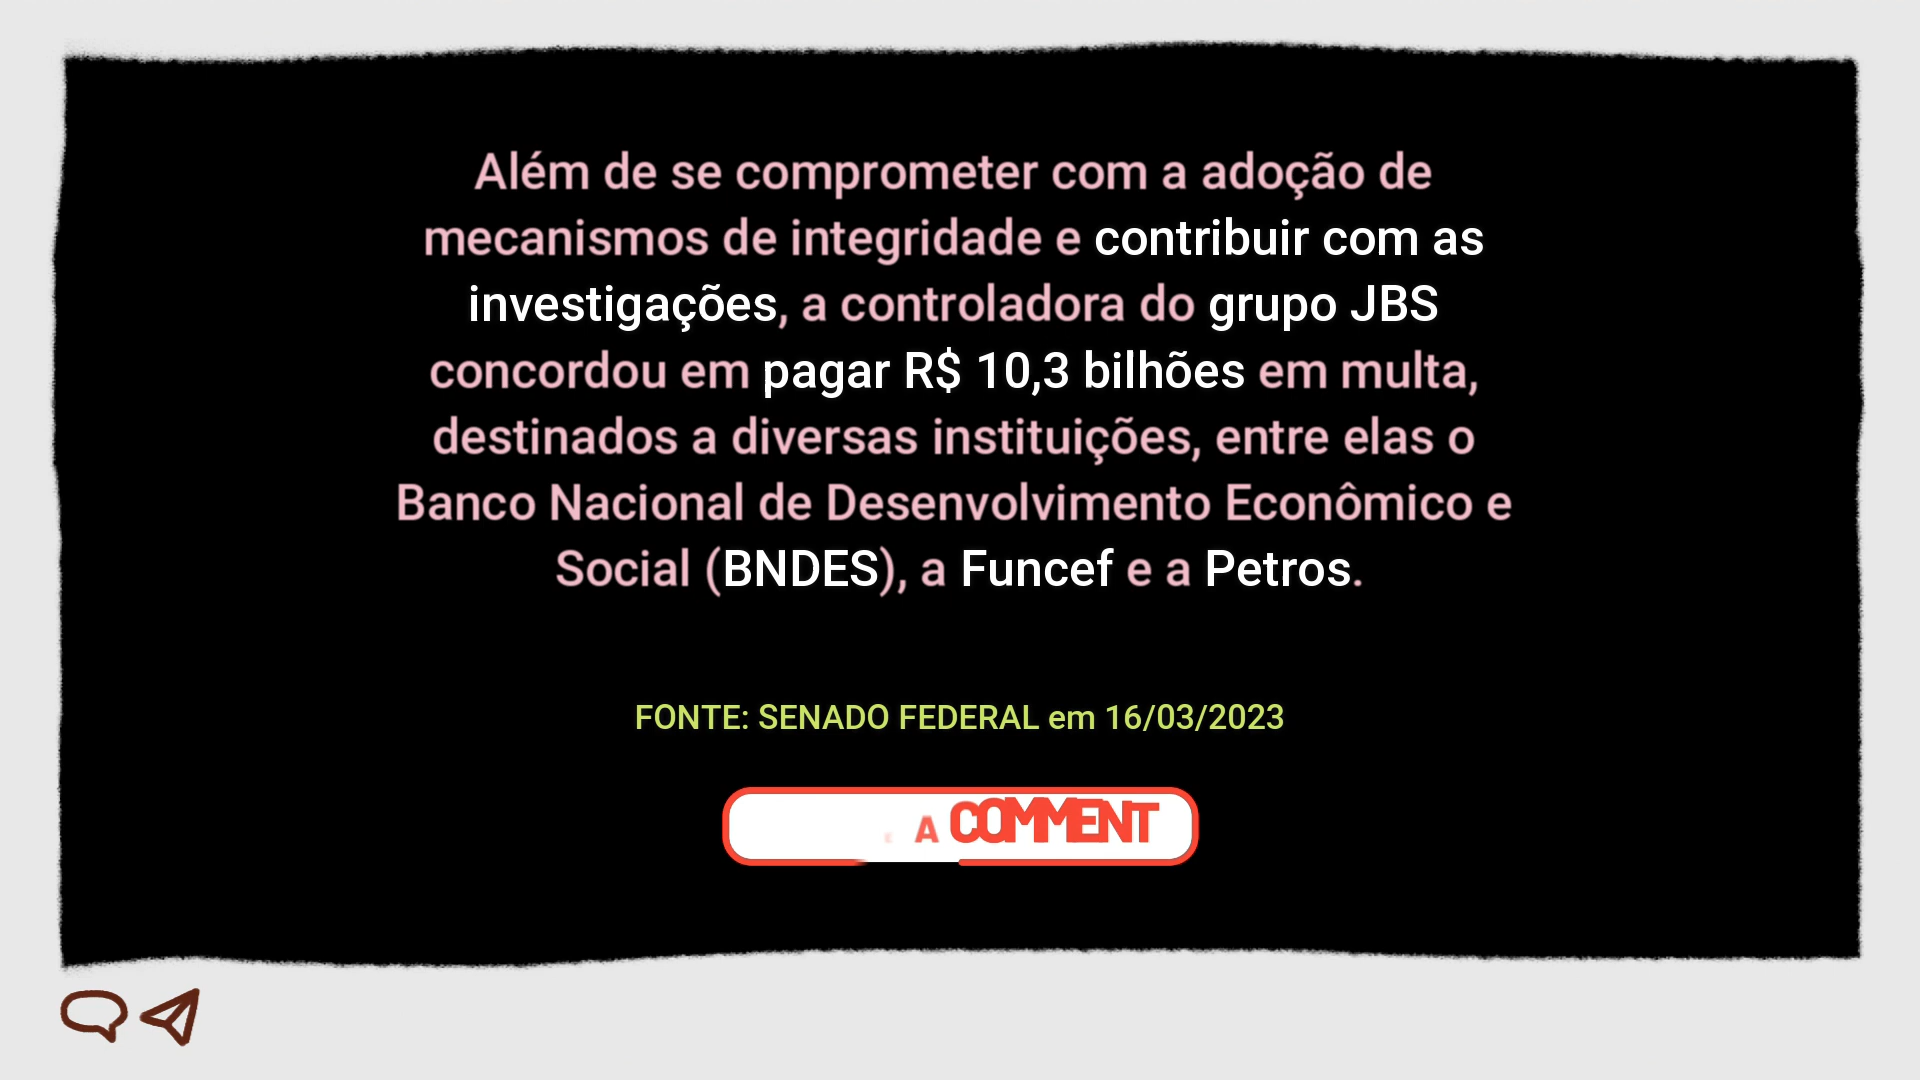 Além de se comprometer com a adoção de
mecanismos de integridade e contribuir com as
investigações, a controladora do grupo JBS
concordou em pagar R$ 10,3 bilhões em multa,
destinados a diversas instituições, entre elas o
Banco Nacional de Desenvolvimento Econômico e
Social (BNDES), a Funcef e a Petros.
FONTE: SENADO FEDERAL em 16/03/2023
A COMMENT